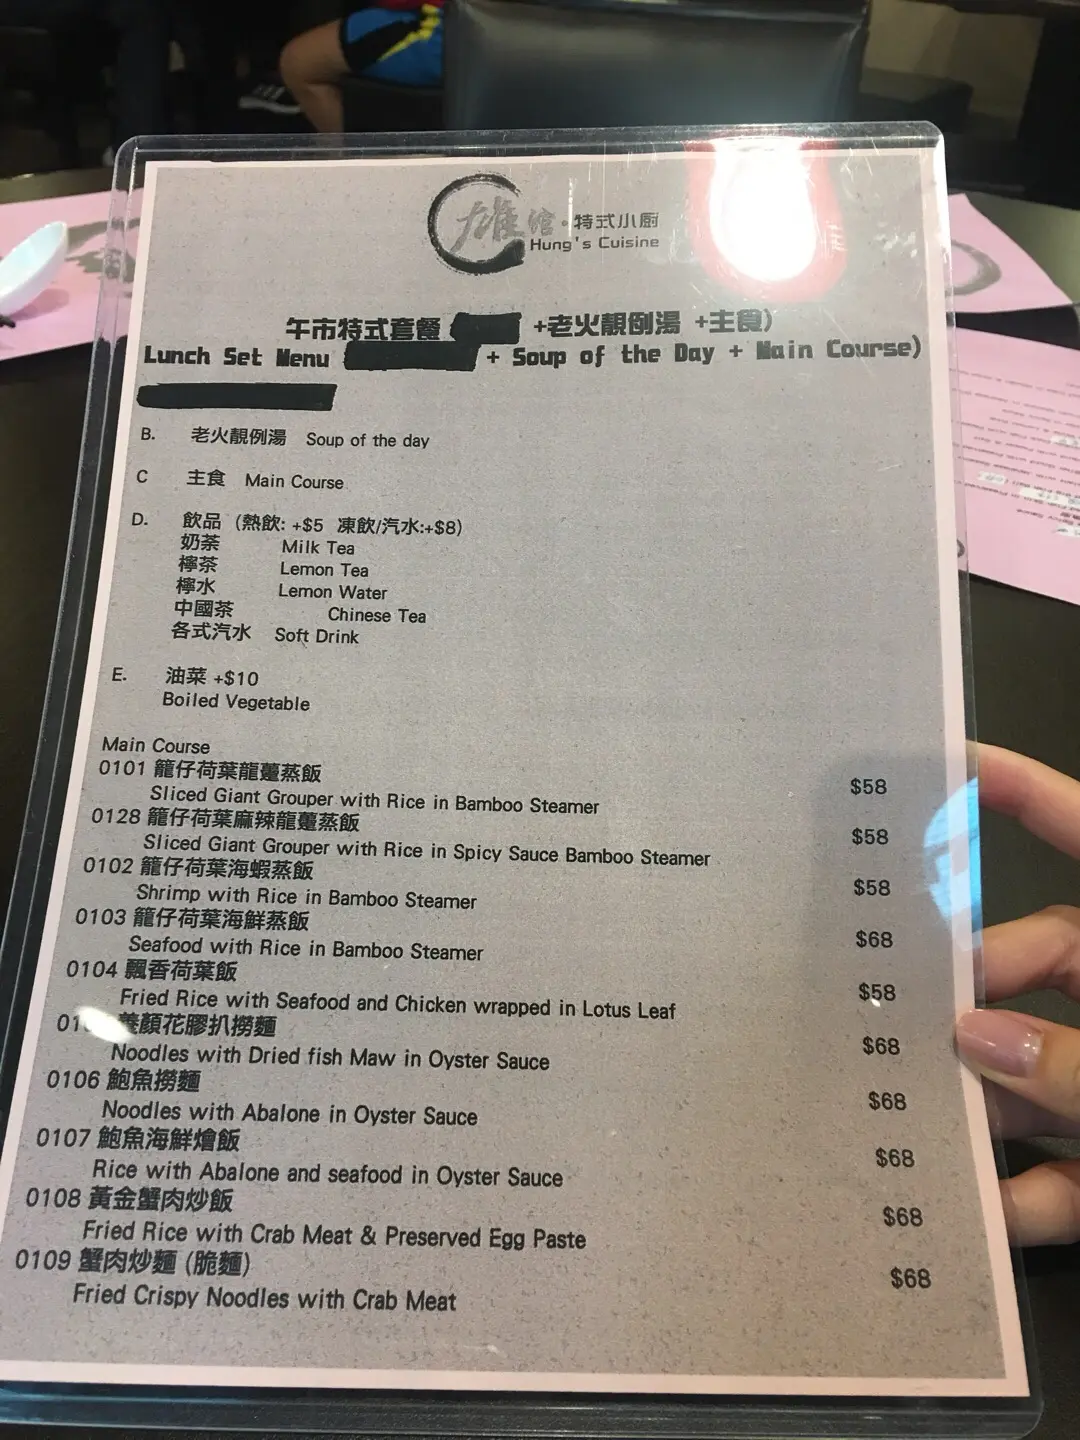 雄館·特式小廚
Hung's Cuisine
午市特式套餐 +老火靚例湯 +主食)
Lunch Set Menu + Soup of the Day + Main Course)
B. 老火靚例湯 Soup of the day
C 主食 Main Course
D. 飲品 (熱飲: +$5 凍飲/汽水:+$8)
奶茶 Milk Tea
檸茶 Lemon Tea
檸水 Lemon Water
中國茶 Chinese Tea
各式汽水 Soft Drink
E. 油菜 +$10
Boiled Vegetable
Main Course
0101 籠仔荷葉龍躉蒸飯
Sliced Giant Grouper with Rice in Bamboo Steamer $58
0128 籠仔荷葉麻辣龍躉蒸飯
Sliced Giant Grouper with Rice in Spicy Sauce Bamboo Steamer $58
0102 籠仔荷葉海蝦蒸飯
Shrimp with Rice in Bamboo Steamer $58
0103 籠仔荷葉海鮮蒸飯
Seafood with Rice in Bamboo Steamer $68
0104 飄香荷葉飯
Fried Rice with Seafood and Chicken wrapped in Lotus Leaf $58
養顏花膠扒撈麵
Noodles with Dried fish Maw in Oyster Sauce $68
0106 鮑魚撈麵
Noodles with Abalone in Oyster Sauce $68
0107 鮑魚海鮮燴飯
Rice with Abalone and seafood in Oyster Sauce $68
0108 黃金蟹肉炒飯
Fried Rice with Crab Meat & Preserved Egg Paste $68
0109 蟹肉炒麵 (脆麵)
Fried Crispy Noodles with Crab Meat $68